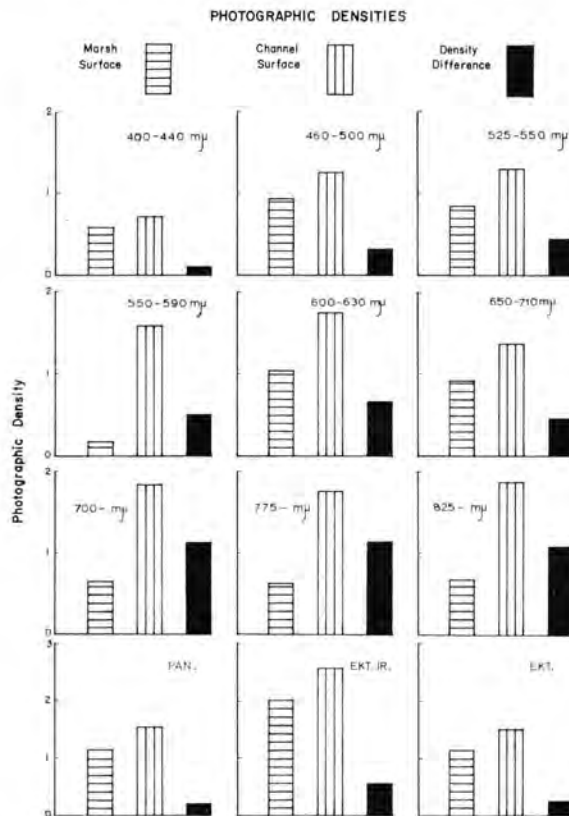 PHOTOGRAPHIC DENSITIES
Marsh Surface
Channel Surface
Density Difference
Photographic Density
2
1
0
400-440 mμ
460-500 mμ
525-550 mμ
2
1
0
550-590 mμ
600-630 mμ
650-710 mμ
2
1
0
700- mμ
775- mμ
825- mμ
3
2
1
0
PAN.
EKT. IR.
EKT.